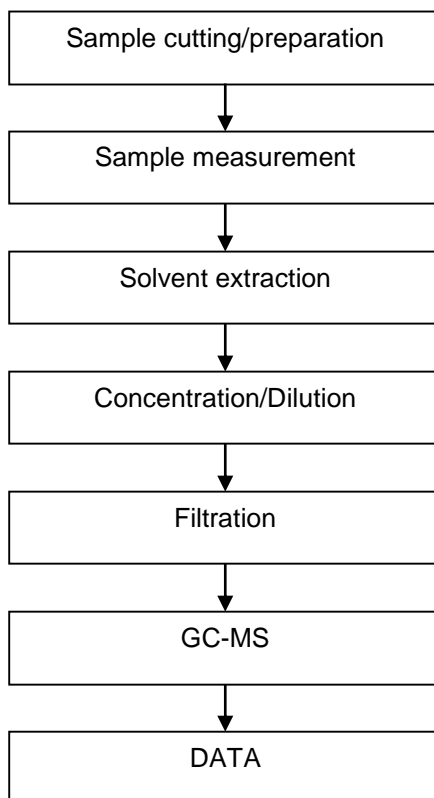 Sample cutting/preparation
Sample measurement
Solvent extraction
Concentration/Dilution
Filtration
GC-MS
DATA